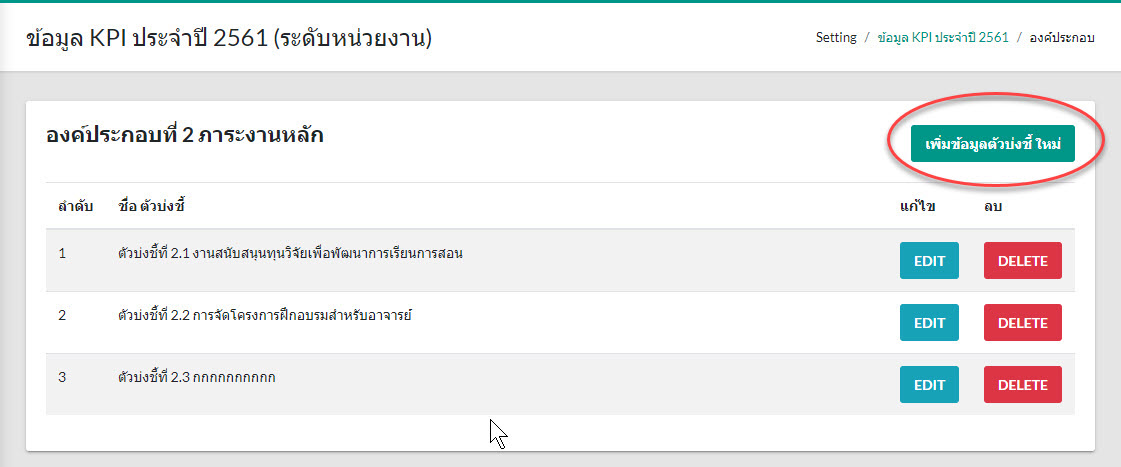 ข้อมูล KPI ประจำปี 2561 (ระดับหน่วยงาน)
Setting / ข้อมูล KPI ประจำปี 2561 / องค์ประกอบ
องค์ประกอบที่ 2 ภาระงานหลัก
เพิ่มข้อมูลตัวบ่งชี้ ใหม่
ลำดับ ชื่อ ตัวบ่งชี้ แก้ไข ลบ
1 ตัวบ่งชี้ที่ 2.1 งานสนับสนุนทุนวิจัยเพื่อพัฒนาการเรียนการสอน EDIT DELETE
2 ตัวบ่งชี้ที่ 2.2 การจัดโครงการฝึกอบรมสำหรับอาจารย์ EDIT DELETE
3 ตัวบ่งชี้ที่ 2.3 กกกกกกกกกก EDIT DELETE